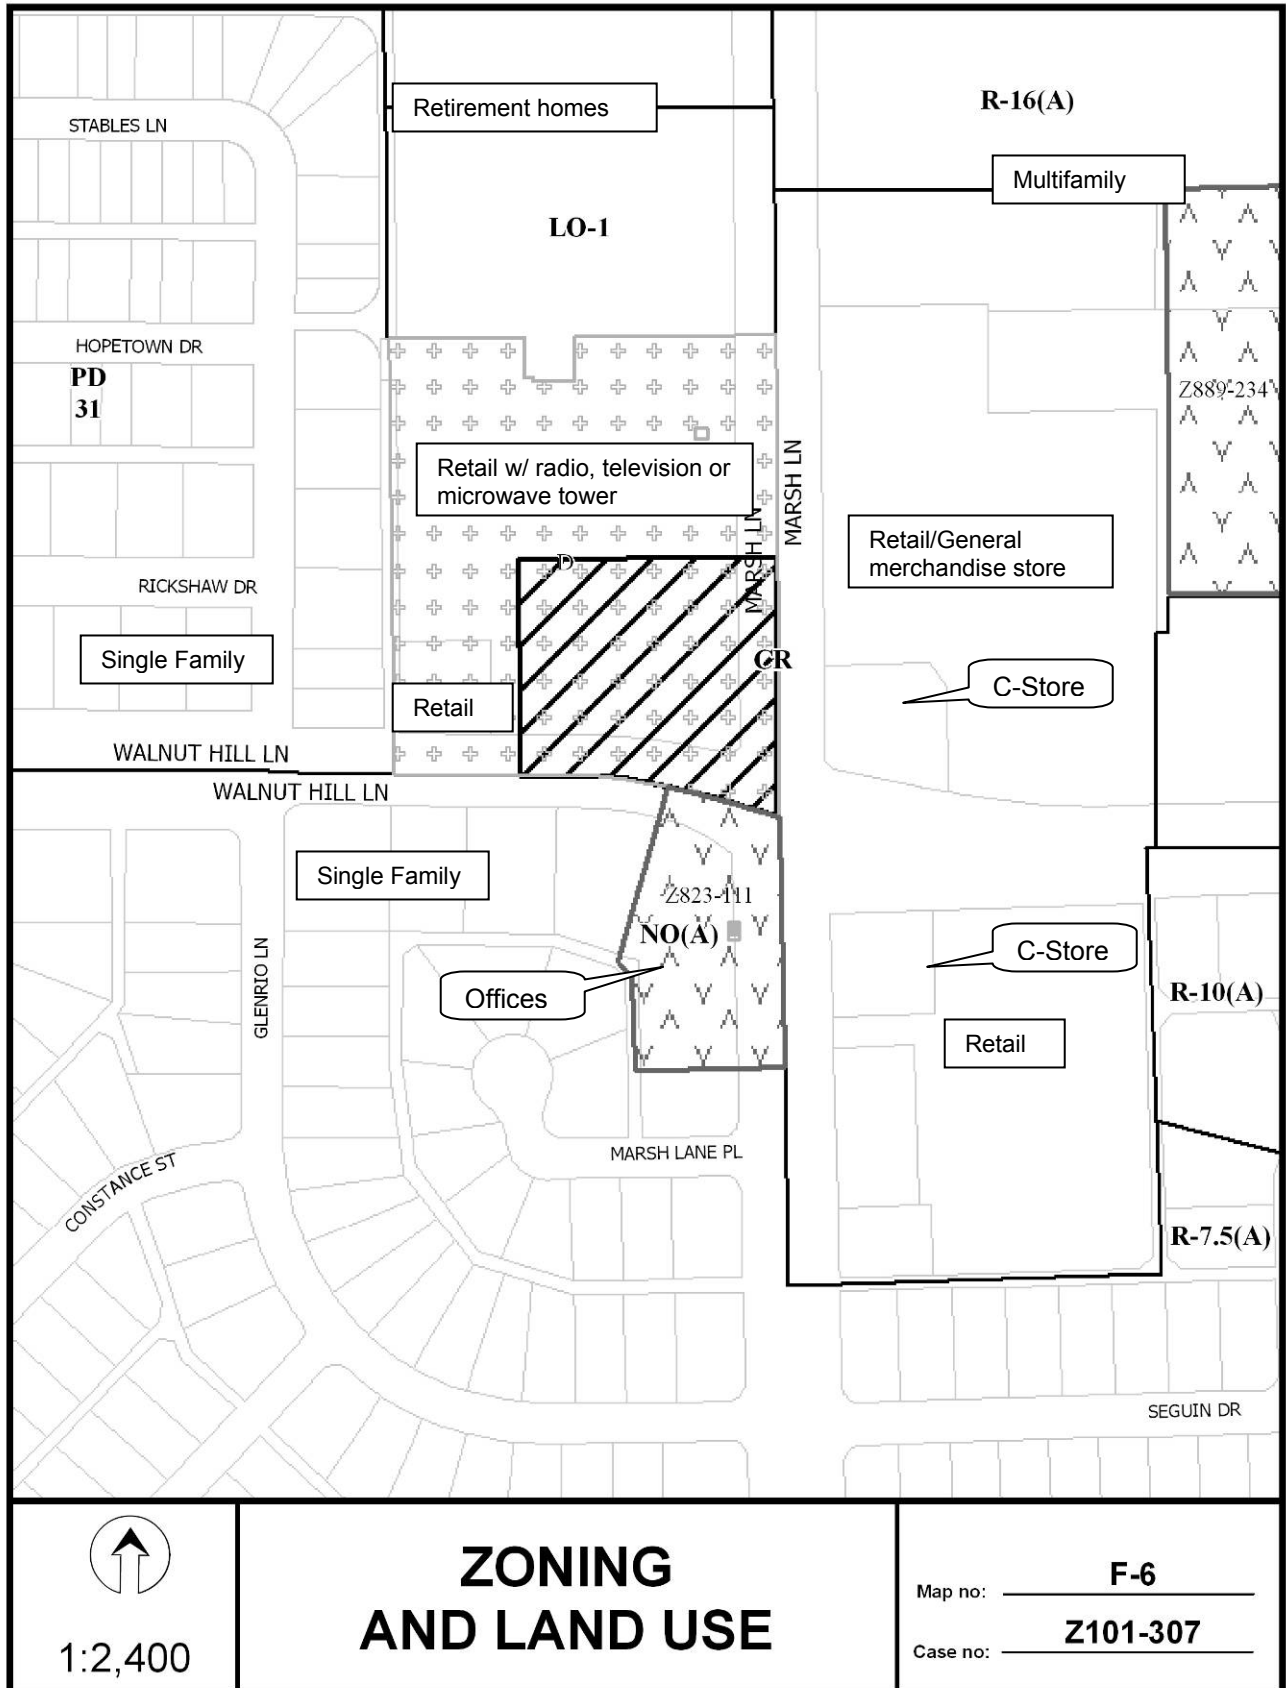 Retirement homes
R-16(A)
STABLES LN
Multifamily
LO-1
HOPETOWN DR
PD
31
Z889-234
Retail w/ radio, television or
microwave tower
MARSH LN
MARSH LN
Retail/General
merchandise store
D
RICKSHAW DR
Single Family
CR
C-Store
Retail
WALNUT HILL LN
WALNUT HILL LN
Single Family
Z823-111
NO(A)
C-Store
GLENRIO LN
Offices
R-10(A)
Retail
MARSH LANE PL
CONSTANCE ST
R-7.5(A)
SEGUIN DR
1:2,400
ZONING
AND LAND USE
Map no: F-6
Case no: Z101-307